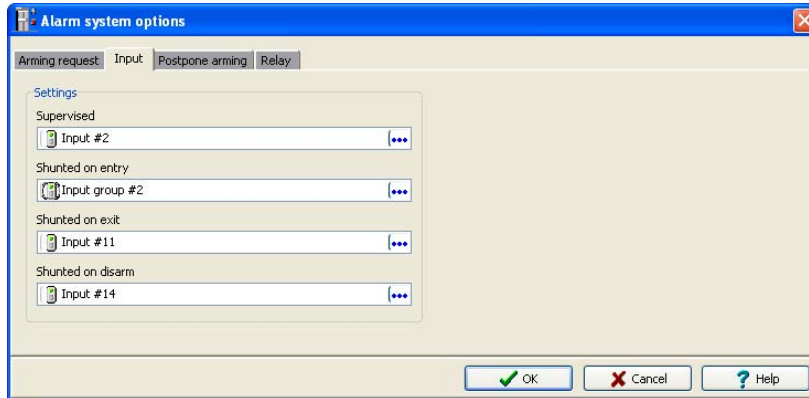 Alarm system options
Arming request Input Postpone arming Relay
Settings
Supervised
Input #2
Shunted on entry
Input group #2
Shunted on exit
Input #11
Shunted on disarm
Input #14
OK Cancel ? Help